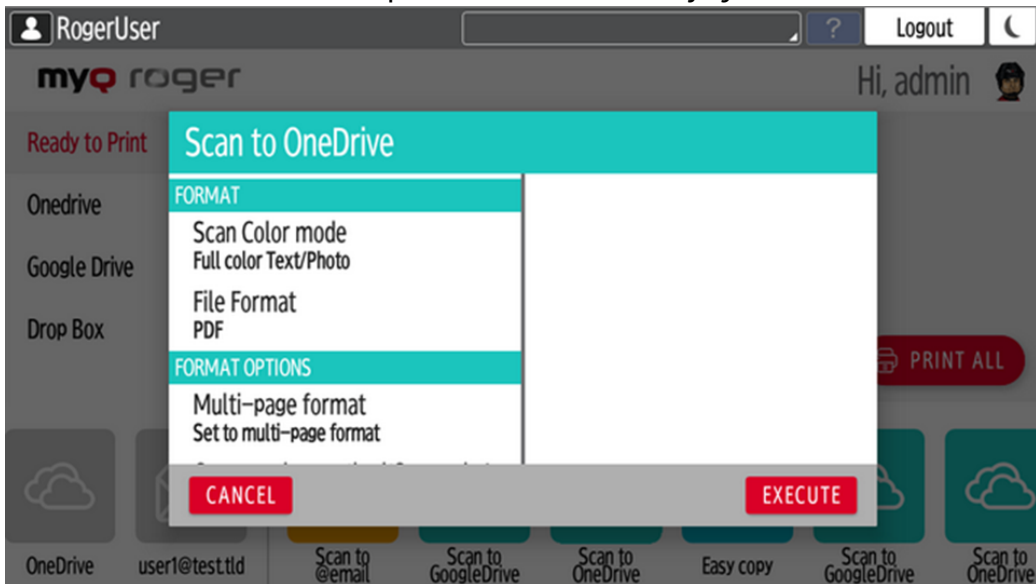 RogerUser
?
Logout
myq roger
Hi, admin
Ready to Print
Scan to OneDrive
Onedrive
Google Drive
Drop Box
FORMAT
Scan Color mode
Full color Text/Photo
File Format
PDF
FORMAT OPTIONS
Multi-page format
Set to multi-page format
PRINT ALL
CANCEL
EXECUTE
OneDrive
user1@test.tld
Scan to
@email
Scan to
GoogleDrive
Scan to
OneDrive
Easy copy
Scan to
GoogleDrive
Scan to
OneDrive